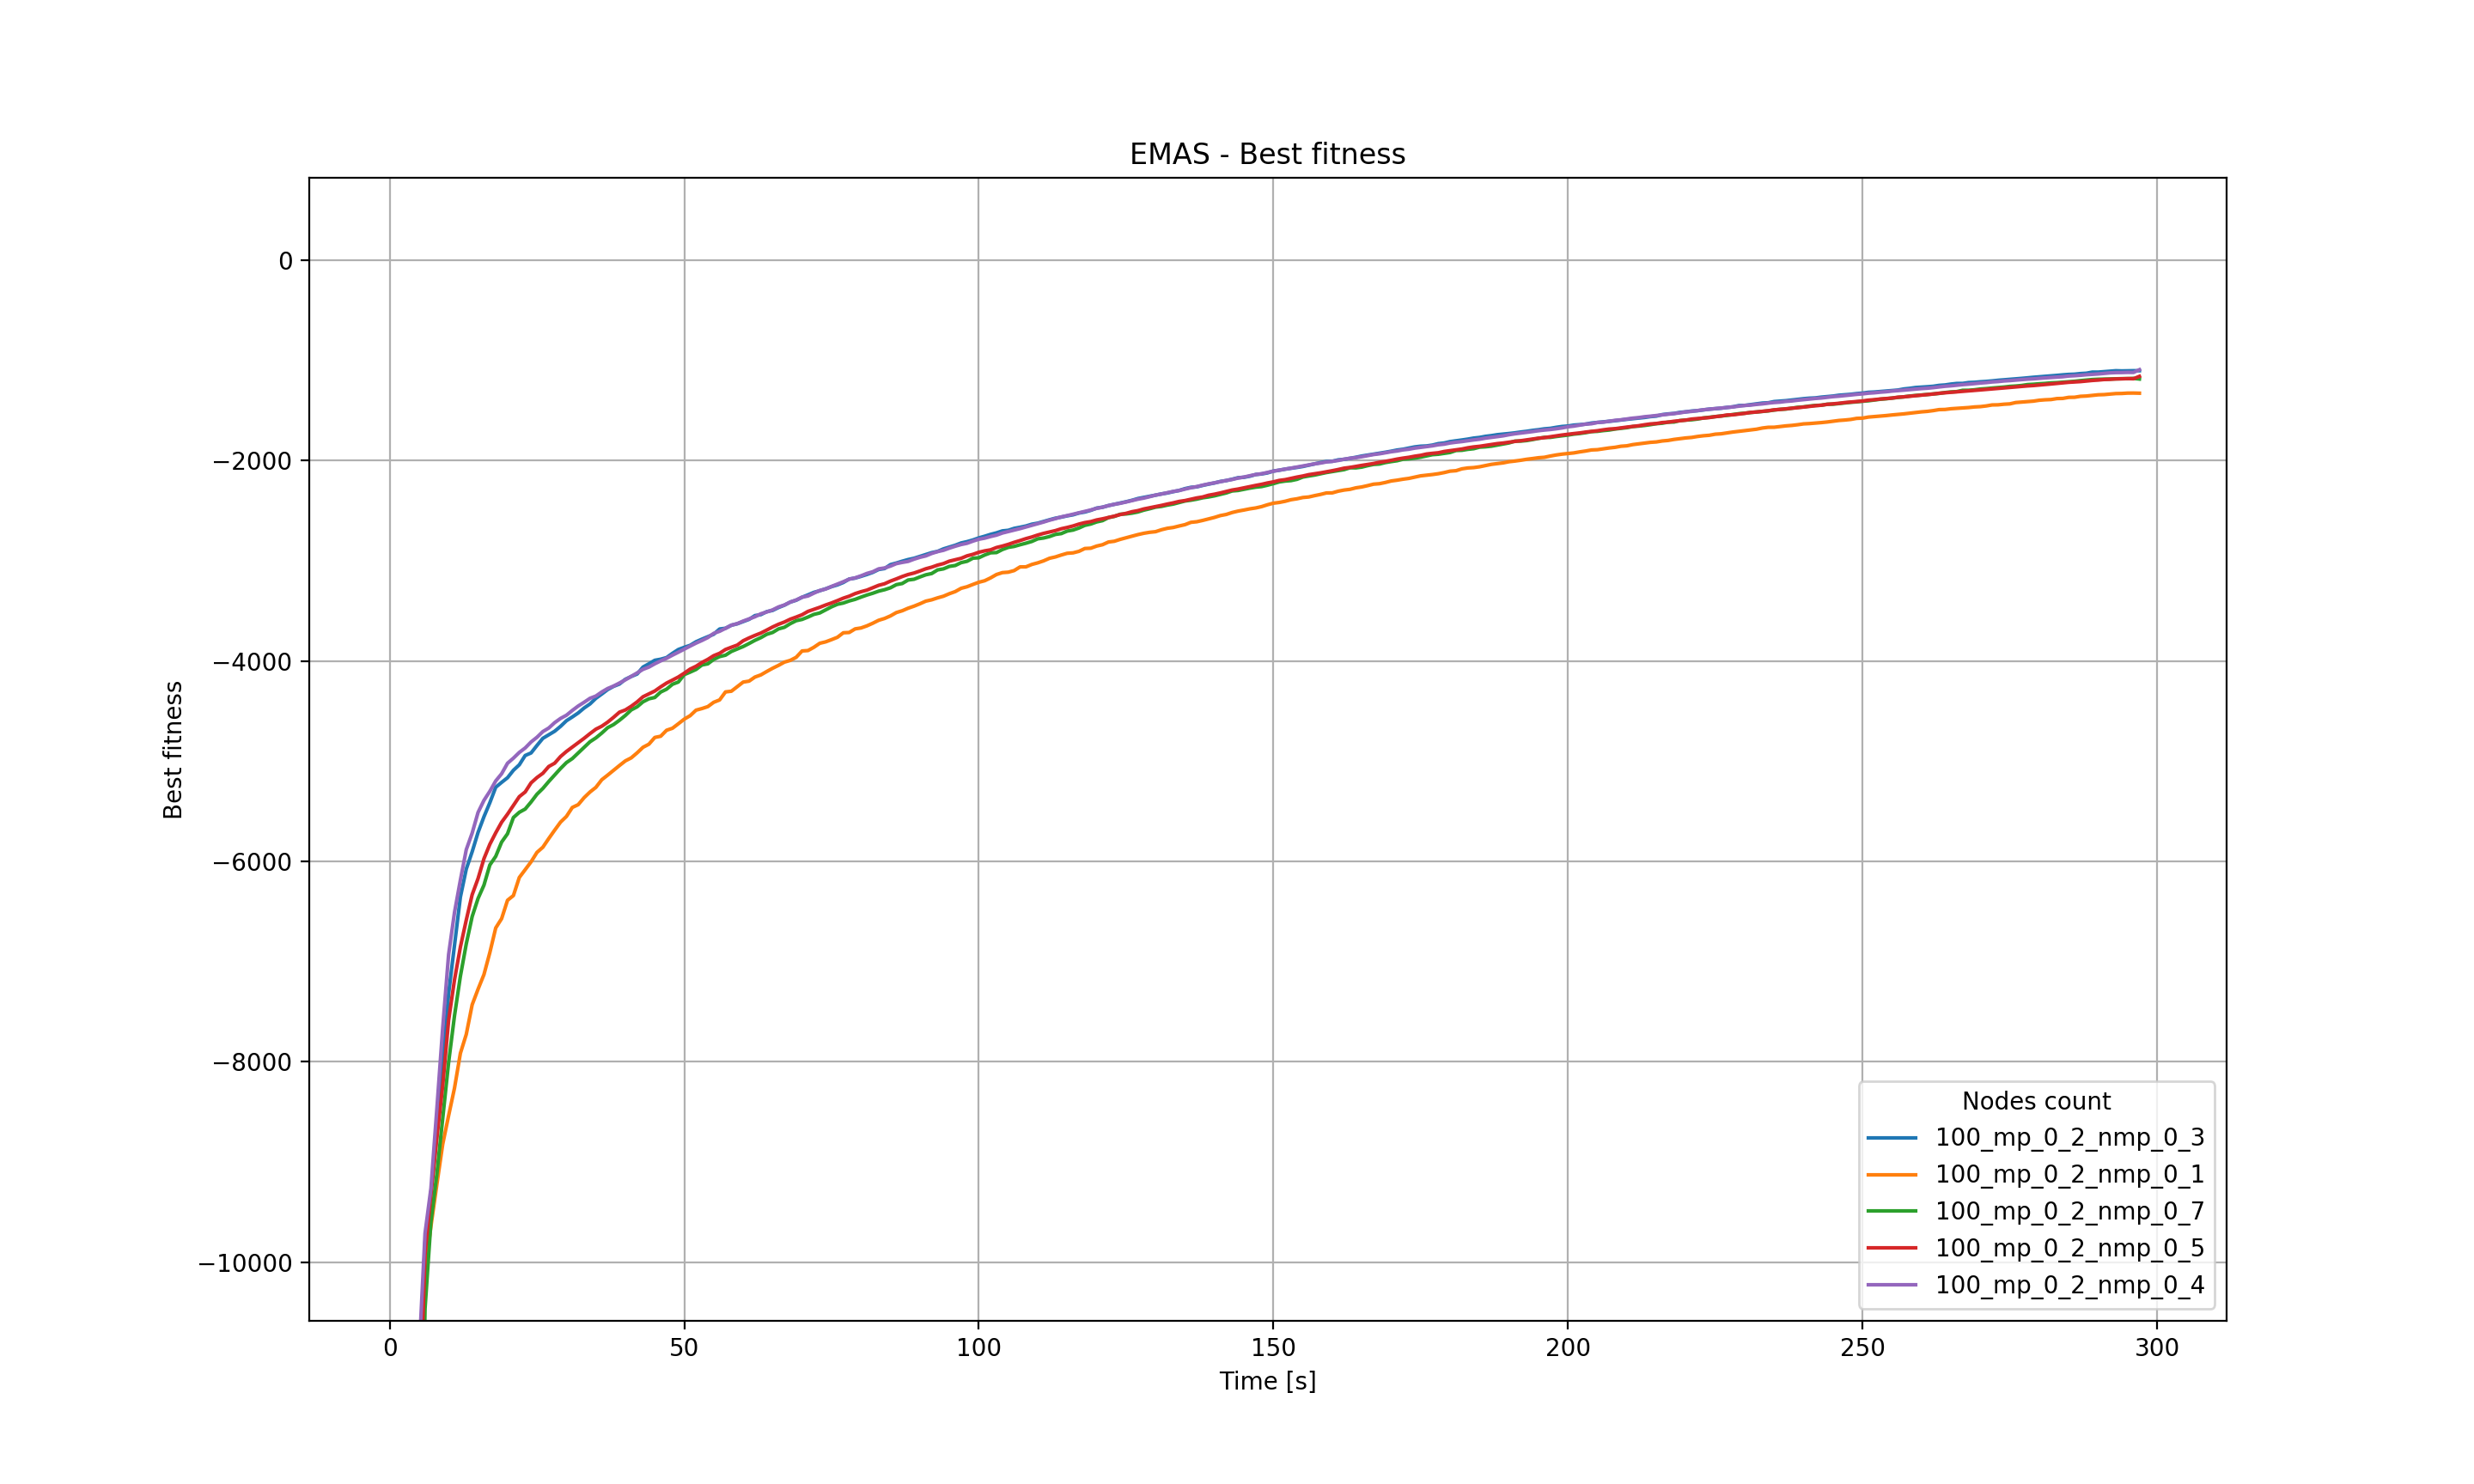 EMAS - Best fitness
0
−2000
−4000
−6000
−8000
−10000
Best fitness
0 50 100 150 200 250 300
Time [s]
Nodes count
100_mp_0_2_nmp_0_3
100_mp_0_2_nmp_0_1
100_mp_0_2_nmp_0_7
100_mp_0_2_nmp_0_5
100_mp_0_2_nmp_0_4